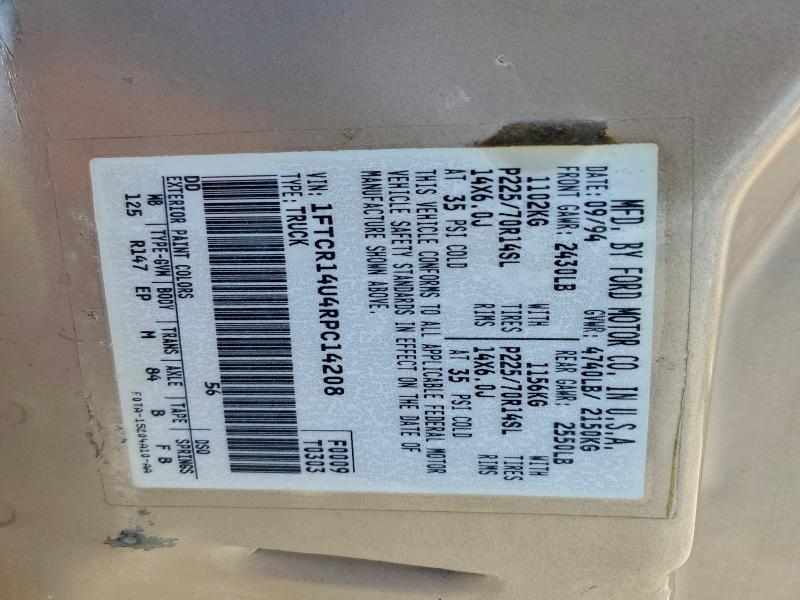 MFD. BY FORD MOTOR CO. IN U.S.A.
DATE: 09/94 GVWR: 4740LB/ 2150KG
FRONT GAWR: 2430LB REAR GAWR: 2550LB
1102KG WITH 1156KG WITH
P225/70R14SL TIRES P225/70R14SL TIRES
14X6.0J RIMS 14X6.0J RIMS
AT 35 PSI COLD AT 35 PSI COLD
THIS VEHICLE CONFORMS TO ALL APPLICABLE FEDERAL MOTOR
VEHICLE SAFETY STANDARDS IN EFFECT ON THE DATE OF
MANUFACTURE SHOWN ABOVE.
VIN: 1FTCR14U4RPC14208 F0009
TYPE: TRUCK T0303
56
DD DSO
EXTERIOR PAINT COLORS
WB TYPE-GVW BODY TRANS AXLE TAPE SPRINGS
125 R147 EP M 84 B F B
F0TA-15204A10-AA